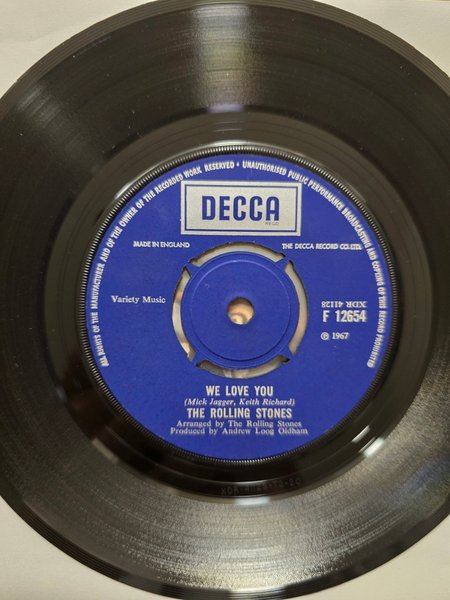 ALL RIGHTS OF THE MANUFACTURER AND OF THE OWNER OF THE RECORDED WORK RESERVED • UNAUTHORISED PUBLIC PERFORMANCE BROADCASTING AND COPYING OF THIS RECORD PROHIBITED
DECCA
REGD
MADE IN ENGLAND
THE DECCA RECORD CO. LTD.
Variety Music
XDR 41128
F 12654
℗ 1967
WE LOVE YOU
(Mick Jagger, Keith Richard)
THE ROLLING STONES
Arranged by The Rolling Stones
Produced by Andrew Loog Oldham